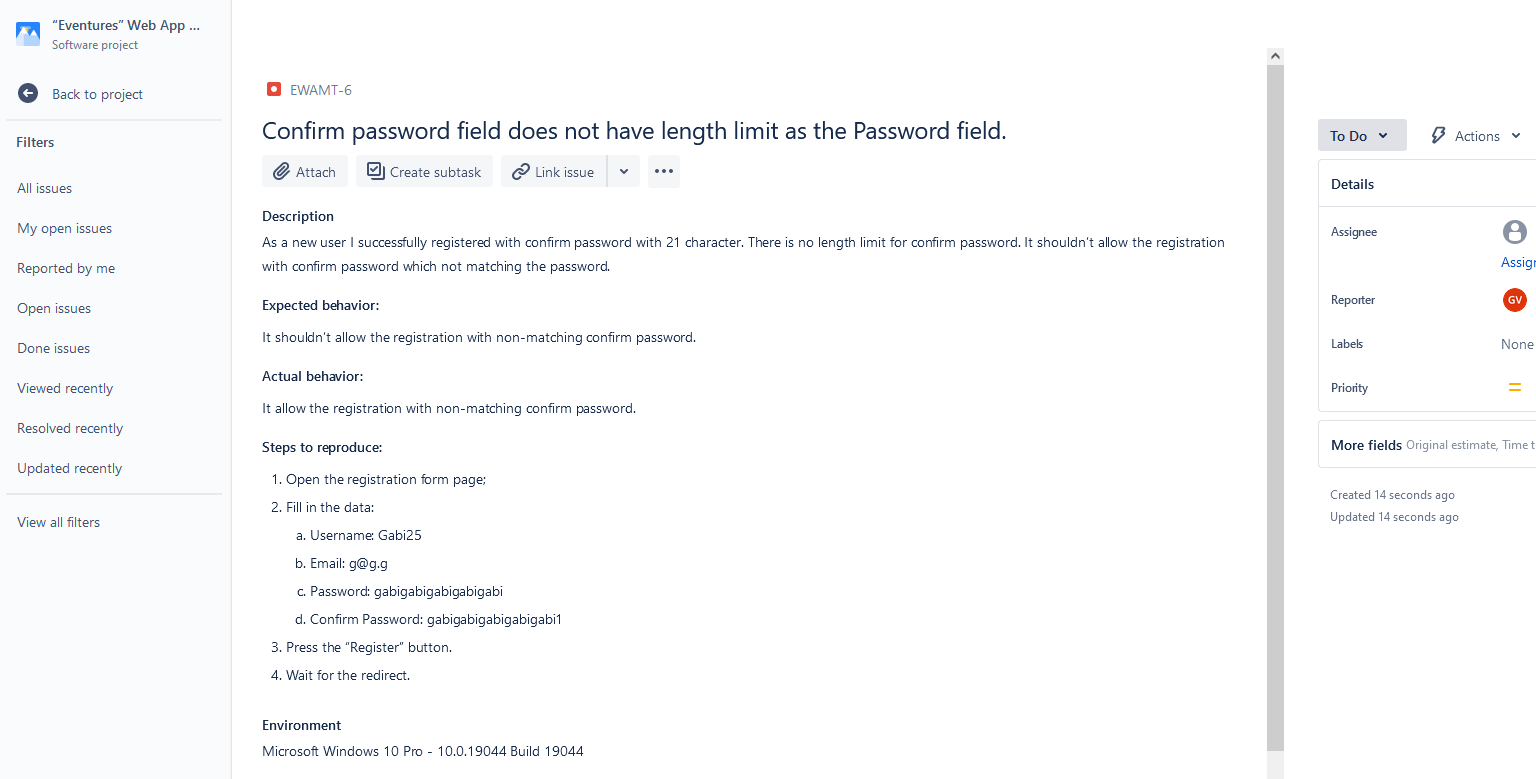 “Eventures” Web App ...
Software project
Back to project
Filters
All issues
My open issues
Reported by me
Open issues
Done issues
Viewed recently
Resolved recently
Updated recently
View all filters
EWAMT-6
Confirm password field does not have length limit as the Password field.
Attach
Create subtask
Link issue
Description
As a new user I successfully registered with confirm password with 21 character. There is no length limit for confirm password. It shouldn’t allow the registration
with confirm password which not matching the password.
Expected behavior:
It shouldn’t allow the registration with non-matching confirm password.
Actual behavior:
It allow the registration with non-matching confirm password.
Steps to reproduce:
1. Open the registration form page;
2. Fill in the data:
a. Username: Gabi25
b. Email: g@g.g
c. Password: gabigabigabigabigabi
d. Confirm Password: gabigabigabigabigabi1
3. Press the “Register” button.
4. Wait for the redirect.
Environment
Microsoft Windows 10 Pro - 10.0.19044 Build 19044
To Do
Actions
Details
Assignee
Assign
Reporter
GV
Labels
None
Priority
More fields Original estimate, Time t
Created 14 seconds ago
Updated 14 seconds ago